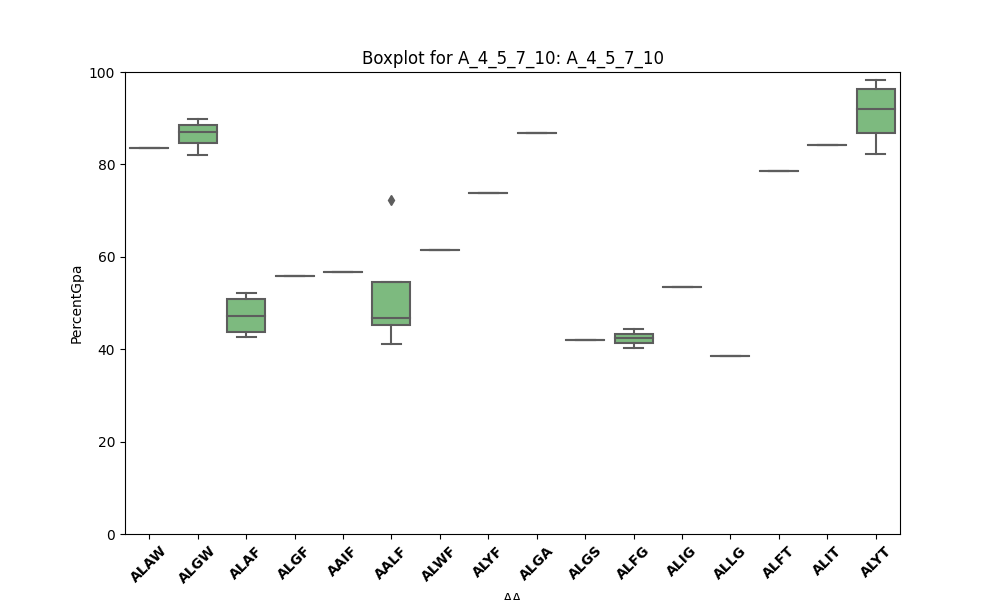 Boxplot for A_4_5_7_10: A_4_5_7_10
PercentGpa
100
80
60
40
20
0
ALAW ALGW ALAF ALGF AAIF AALF ALWF ALYF ALGA ALGS ALFG ALIG ALLG ALFT ALIT ALYT
AA